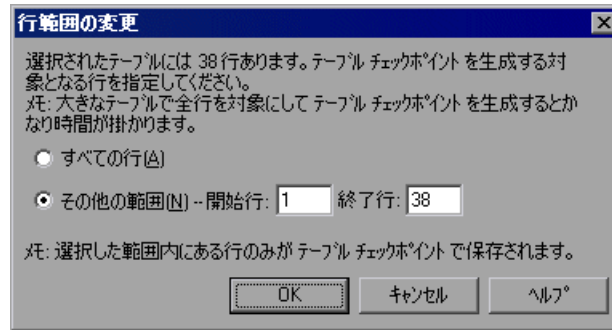 行範囲の変更
選択されたテーブルには 38 行あります。テーブル チェックポイント を生成する対
象となる行を指定してください。
メモ: 大きなテーブルで全行を対象にして テーブル チェックポイント を生成するとか
なり時間が掛かります。
すべての行(A)
その他の範囲(N) -- 開始行: 1 終了行: 38
メモ: 選択した範囲内にある行のみが テーブル チェックポイント で保存されます。
OK キャンセル ヘルプ